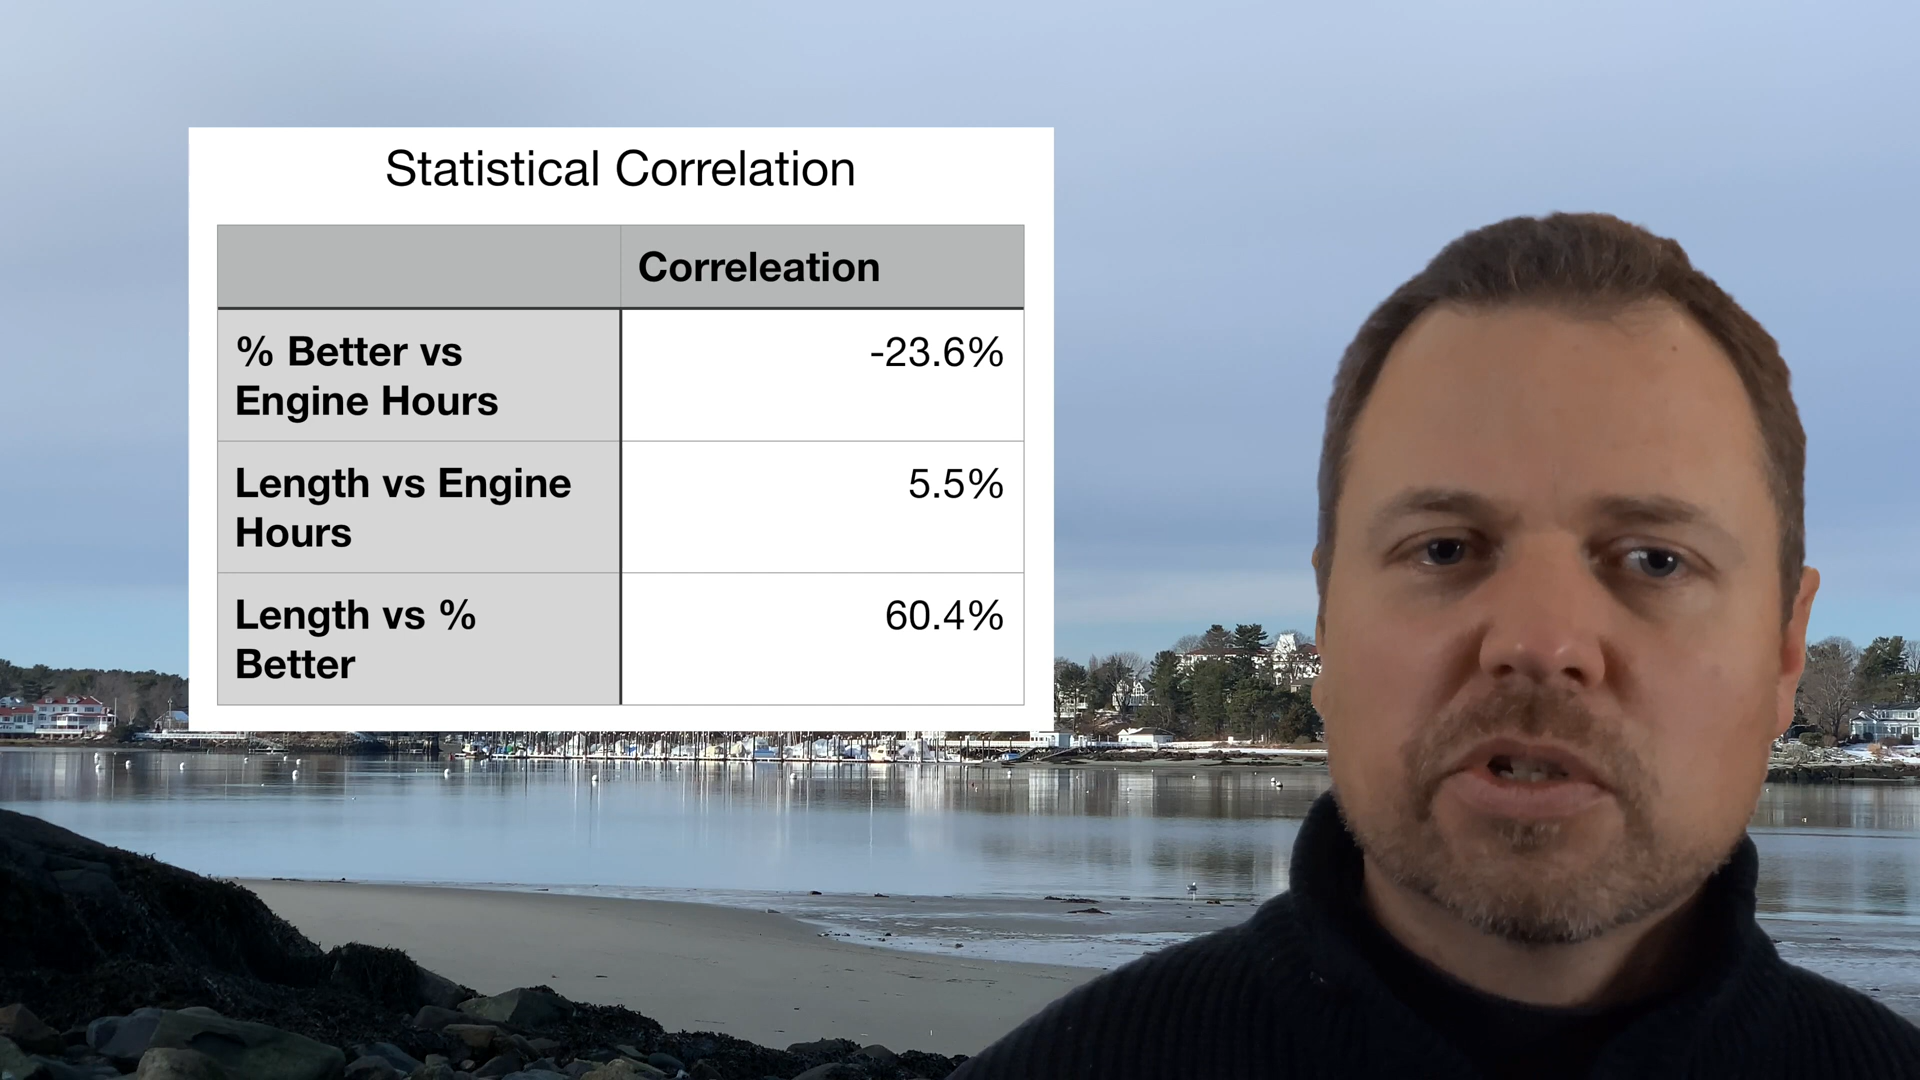 Statistical Correlation
Correleation
% Better vs
Engine Hours
-23.6%
Length vs Engine
Hours
5.5%
Length vs %
Better
60.4%